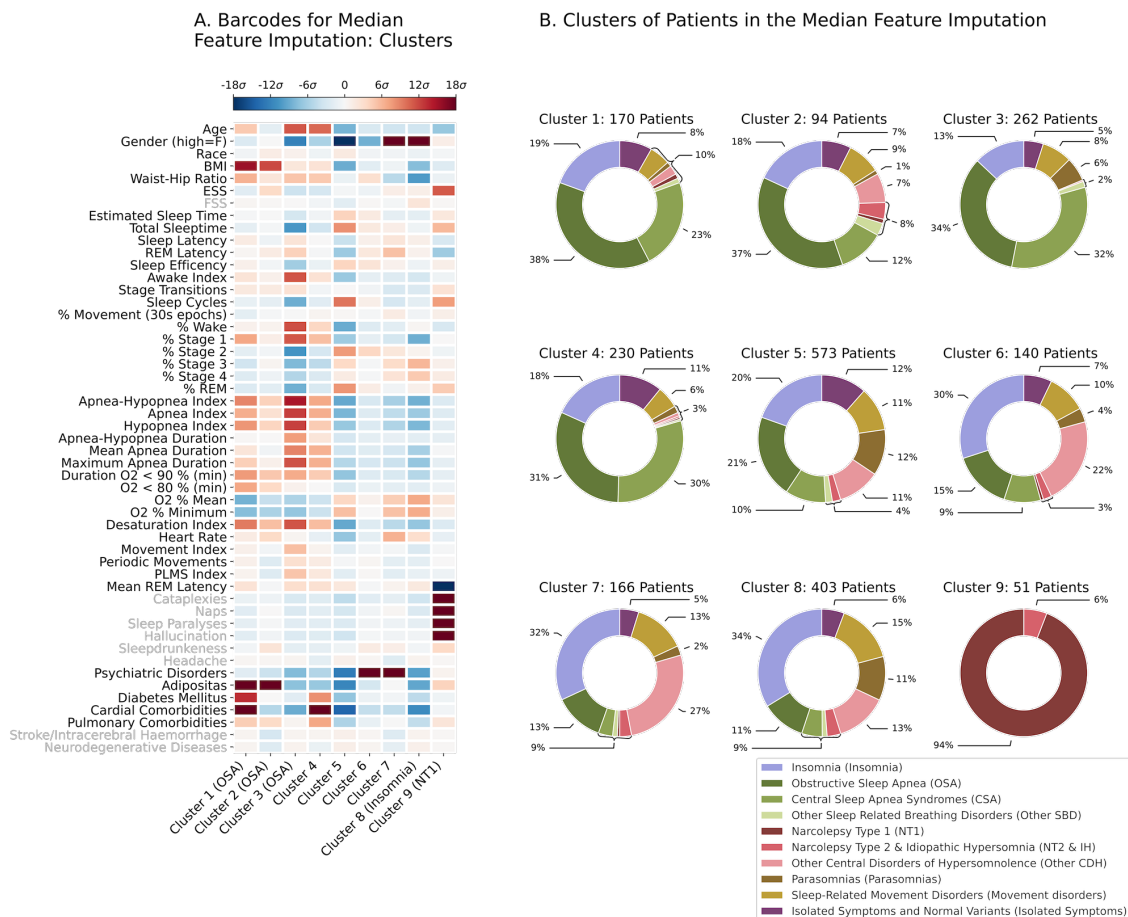 A. Barcodes for Median
Feature Imputation: Clusters
B. Clusters of Patients in the Median Feature Imputation
-18σ -12σ -6σ 0 6σ 12σ 18σ
Age
Gender (high=F)
Race
BMI
Waist-Hip Ratio
ESS
FSS
Estimated Sleep Time
Total Sleeptime
Sleep Latency
REM Latency
Sleep Efficency
Awake Index
Stage Transitions
Sleep Cycles
% Movement (30s epochs)
% Wake
% Stage 1
% Stage 2
% Stage 3
% Stage 4
% REM
Apnea-Hypopnea Index
Apnea Index
Hypopnea Index
Apnea-Hypopnea Duration
Mean Apnea Duration
Maximum Apnea Duration
Duration O2 < 90 % (min)
O2 < 80 % (min)
O2 % Mean
O2 % Minimum
Desaturation Index
Heart Rate
Movement Index
Periodic Movements
PLMS Index
Mean REM Latency
Cataplexies
Naps
Sleep Paralyses
Hallucination
Sleepdrunkeness
Headache
Psychiatric Disorders
Adipositas
Diabetes Mellitus
Cardial Comorbidities
Pulmonary Comorbidities
Stroke/Intracerebral Haemorrhage
Neurodegenerative Diseases
Cluster 1 (OSA)
Cluster 2 (OSA)
Cluster 3 (OSA)
Cluster 4
Cluster 5
Cluster 6
Cluster 7
Cluster 8 (Insomnia)
Cluster 9 (NT1)
Cluster 1: 170 Patients
19%
8%
10%
23%
38%
Cluster 2: 94 Patients
18%
7%
9%
1%
7%
8%
12%
37%
Cluster 3: 262 Patients
13%
5%
8%
6%
2%
32%
34%
Cluster 4: 230 Patients
18%
11%
6%
3%
30%
31%
Cluster 5: 573 Patients
20%
12%
11%
12%
11%
4%
10%
21%
Cluster 6: 140 Patients
30%
7%
10%
4%
22%
3%
9%
15%
Cluster 7: 166 Patients
32%
5%
13%
2%
27%
9%
13%
Cluster 8: 403 Patients
34%
6%
15%
11%
13%
9%
11%
Cluster 9: 51 Patients
6%
94%
Insomnia (Insomnia)
Obstructive Sleep Apnea (OSA)
Central Sleep Apnea Syndromes (CSA)
Other Sleep Related Breathing Disorders (Other SBD)
Narcolepsy Type 1 (NT1)
Narcolepsy Type 2 & Idiopathic Hypersomnia (NT2 & IH)
Other Central Disorders of Hypersomnolence (Other CDH)
Parasomnias (Parasomnias)
Sleep-Related Movement Disorders (Movement disorders)
Isolated Symptoms and Normal Variants (Isolated Symptoms)